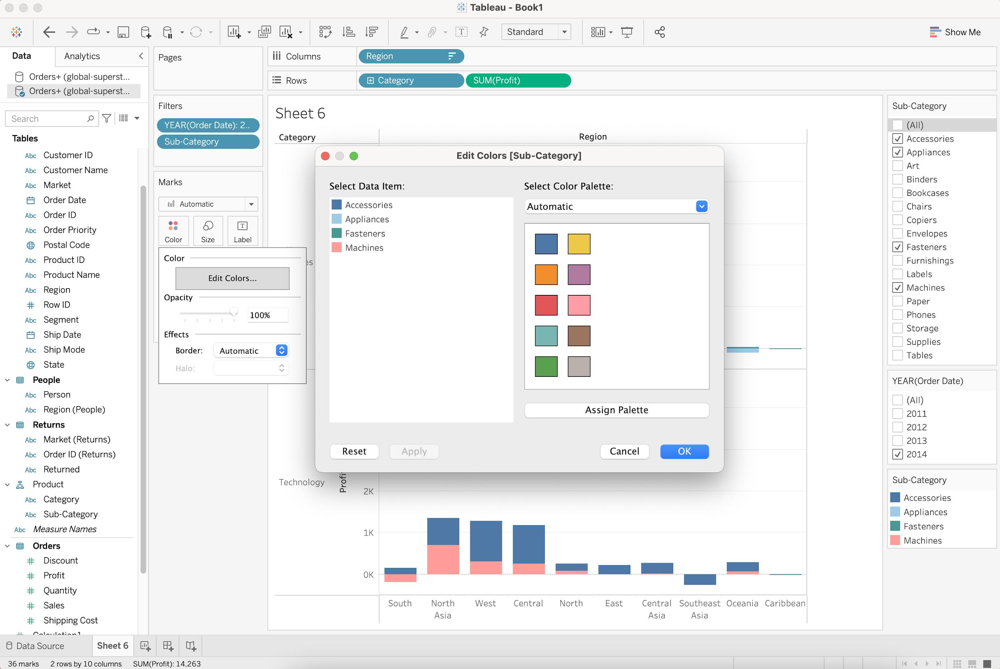 Tableau - Book1
Standard
Show Me
Data
Analytics
Orders+ (global-superst...
Orders+ (global-superst...
Search
Tables
Abc Customer ID
Abc Customer Name
Abc Market
Order Date
Abc Order ID
Abc Order Priority
Postal Code
Abc Product ID
Abc Product Name
Abc Region
Row ID
Abc Segment
Ship Date
Abc Ship Mode
State
People
Abc Person
Abc Region (People)
Returns
Abc Market (Returns)
Abc Order ID (Returns)
Abc Returned
Product
Abc Category
Abc Sub-Category
Abc Measure Names
Orders
Discount
Profit
Quantity
Sales
Shipping Cost
Calculation1
Pages
Filters
YEAR(Order Date): 2..
Sub-Category
Marks
Automatic
Color
Size
Label
Color
Edit Colors...
Opacity
100%
Effects
Border: Automatic
Halo:
Columns
Region
Rows
Category
SUM(Profit)
Sheet 6
Category
Region
es
Edit Colors [Sub-Category]
Select Data Item:
Accessories
Appliances
Fasteners
Machines
Select Color Palette:
Automatic
Assign Palette
Reset
Apply
Cancel
OK
Technology
Profit
2K
1K
0K
South
North
Asia
West
Central
North
East
Central
Asia
Southeast
Asia
Oceania
Caribbean
Sub-Category
(All)
Accessories
Appliances
Art
Binders
Bookcases
Chairs
Copiers
Envelopes
Fasteners
Furnishings
Labels
Machines
Paper
Phones
Storage
Supplies
Tables
YEAR(Order Date)
(All)
2011
2012
2013
2014
Sub-Category
Accessories
Appliances
Fasteners
Machines
Data Source
Sheet 6
36 marks
2 rows by 10 columns
SUM(Profit): 14,263